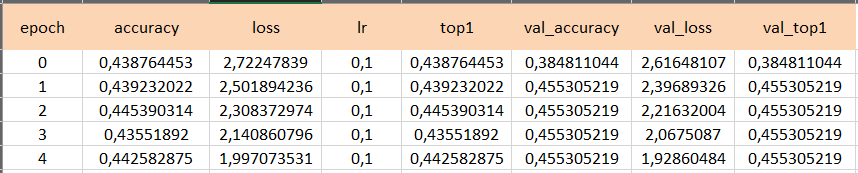 epoch accuracy loss lr top1 val_accuracy val_loss val_top1
0 0,438764453 2,72247839 0,1 0,438764453 0,384811044 2,61648107 0,384811044
1 0,439232022 2,501894236 0,1 0,439232022 0,455305219 2,39689326 0,455305219
2 0,445390314 2,308372974 0,1 0,445390314 0,455305219 2,21632004 0,455305219
3 0,43551892 2,140860796 0,1 0,43551892 0,455305219 2,0675087 0,455305219
4 0,442582875 1,997073531 0,1 0,442582875 0,455305219 1,92860484 0,455305219